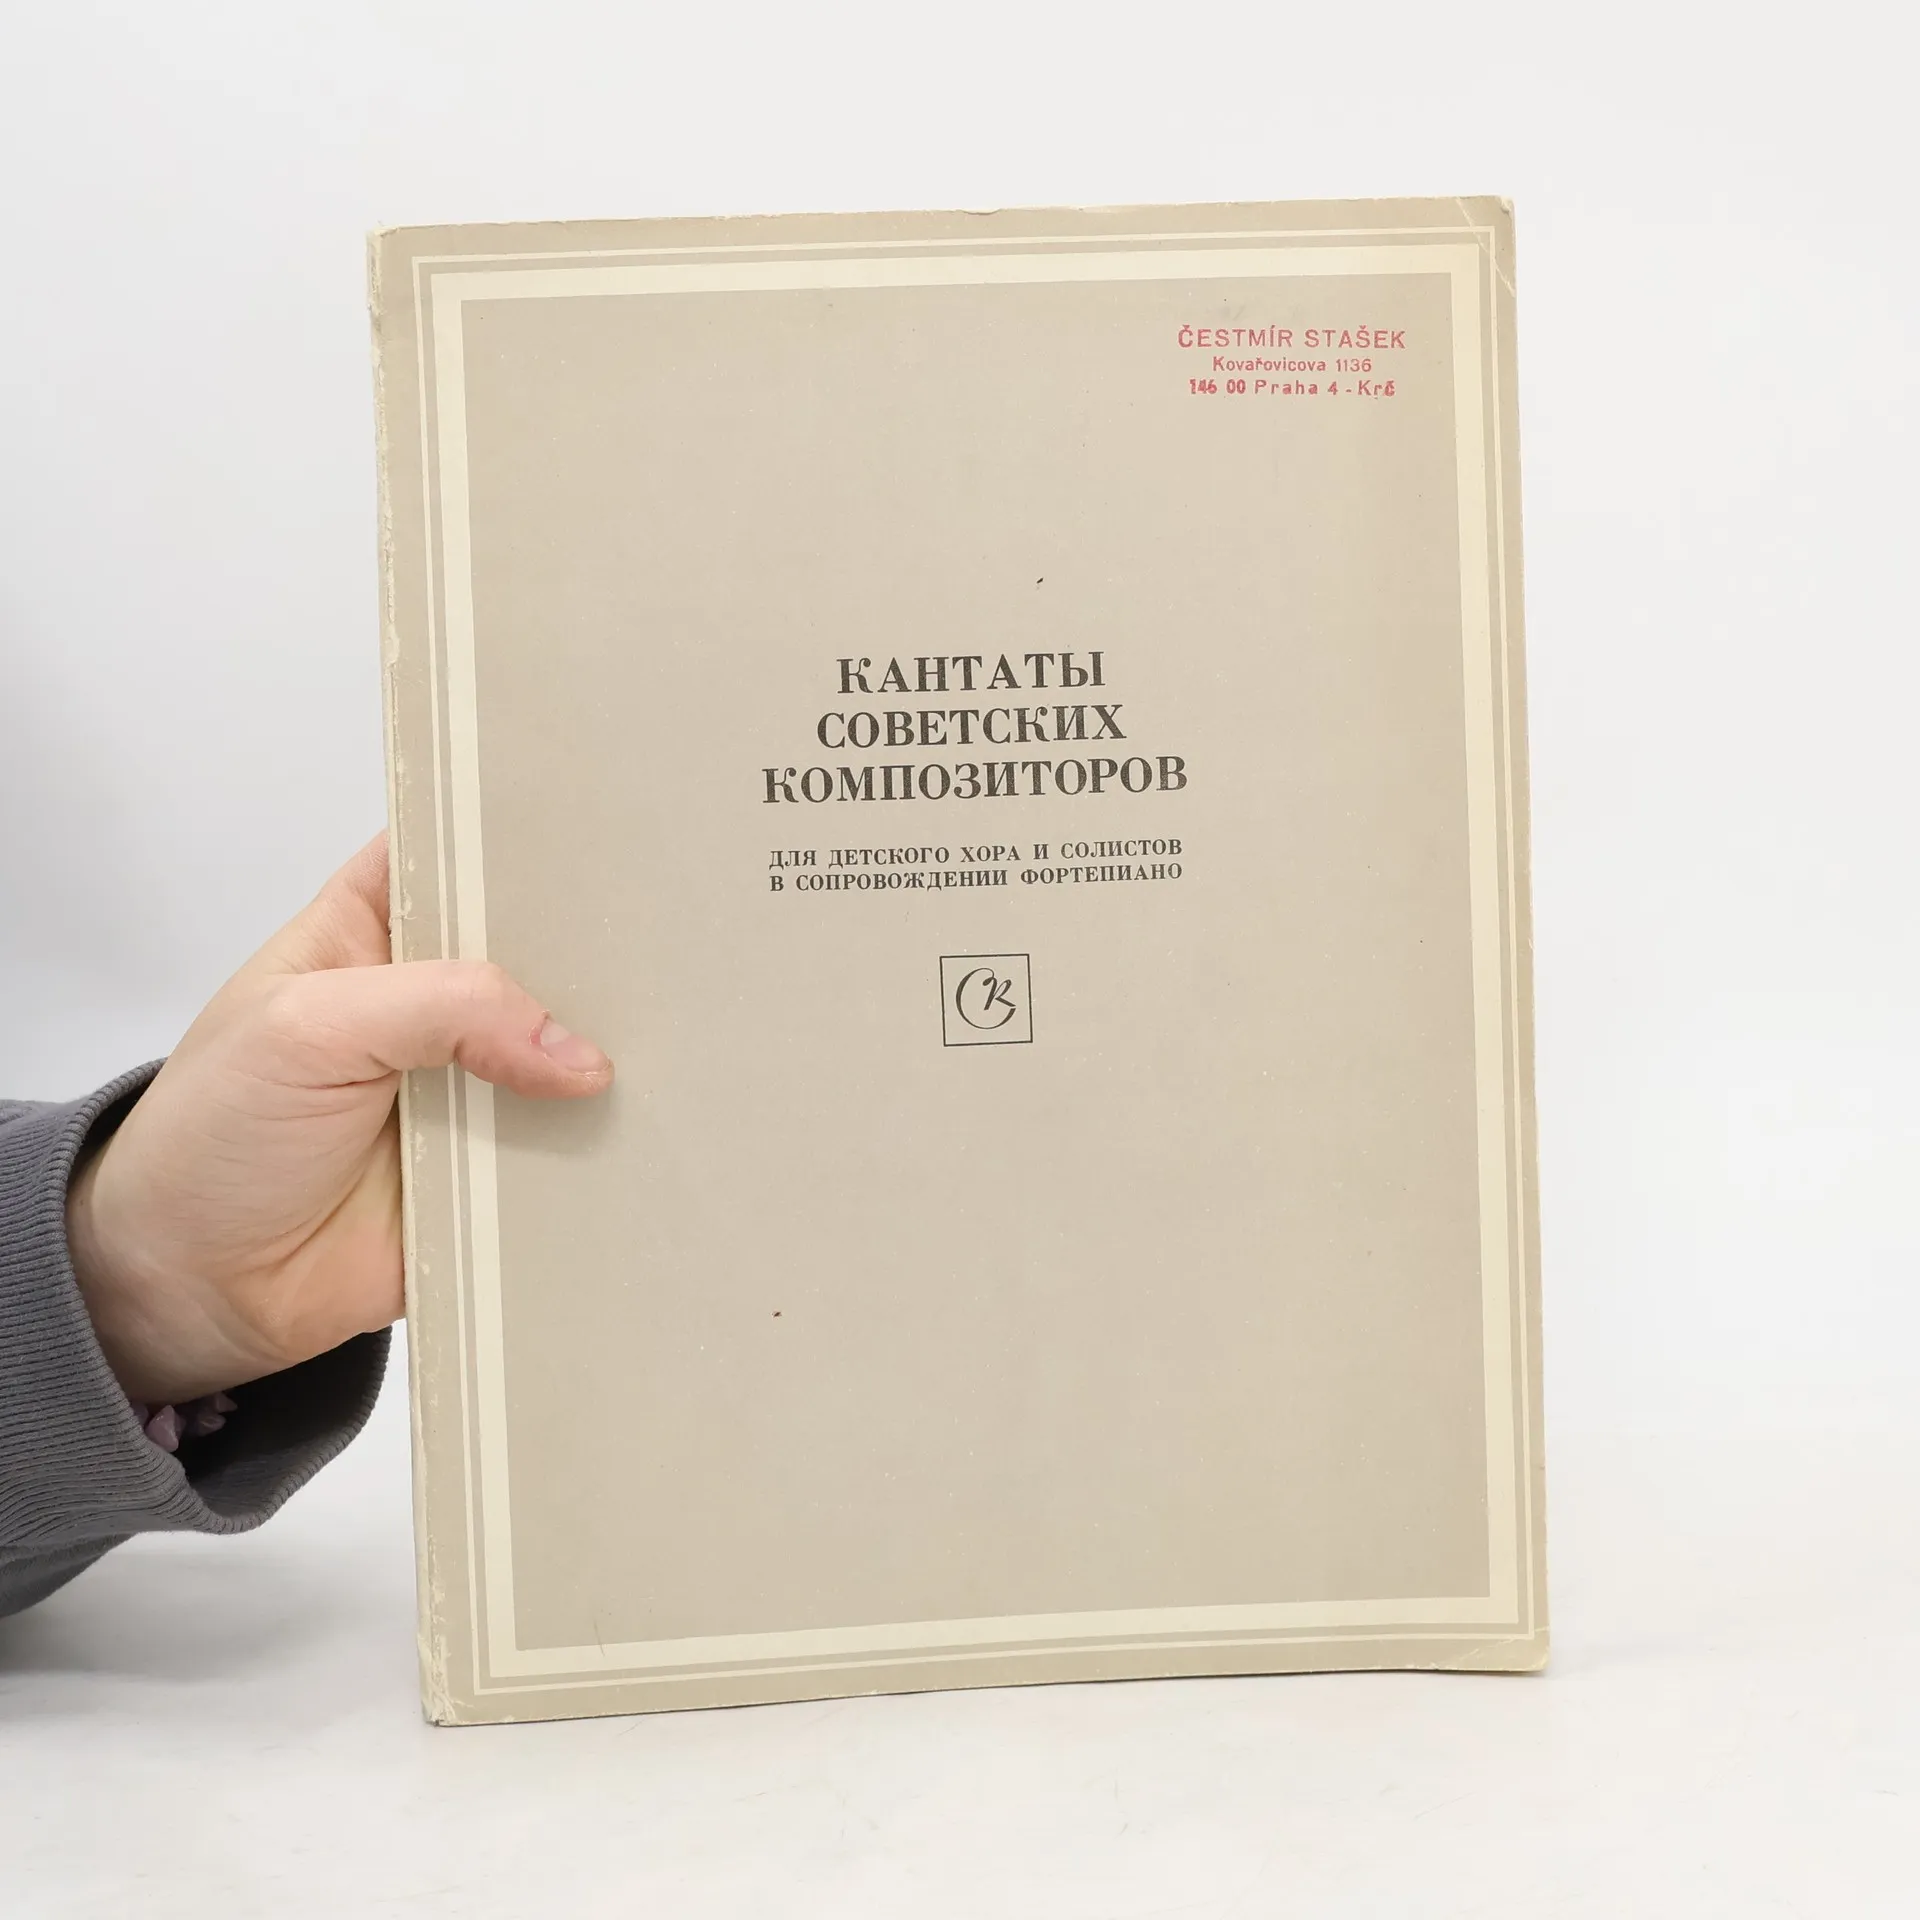 ČESTMÍR STAŠEK
Kovařovicova 1136
146 00 Praha 4 - Krč
КАНТАТЫ
СОВЕТСКИХ
КОМПОЗИТОРОВ
ДЛЯ ДЕТСКОГО ХОРА И СОЛИСТОВ
В СОПРОВОЖДЕНИИ ФОРТЕПИАНО
СК